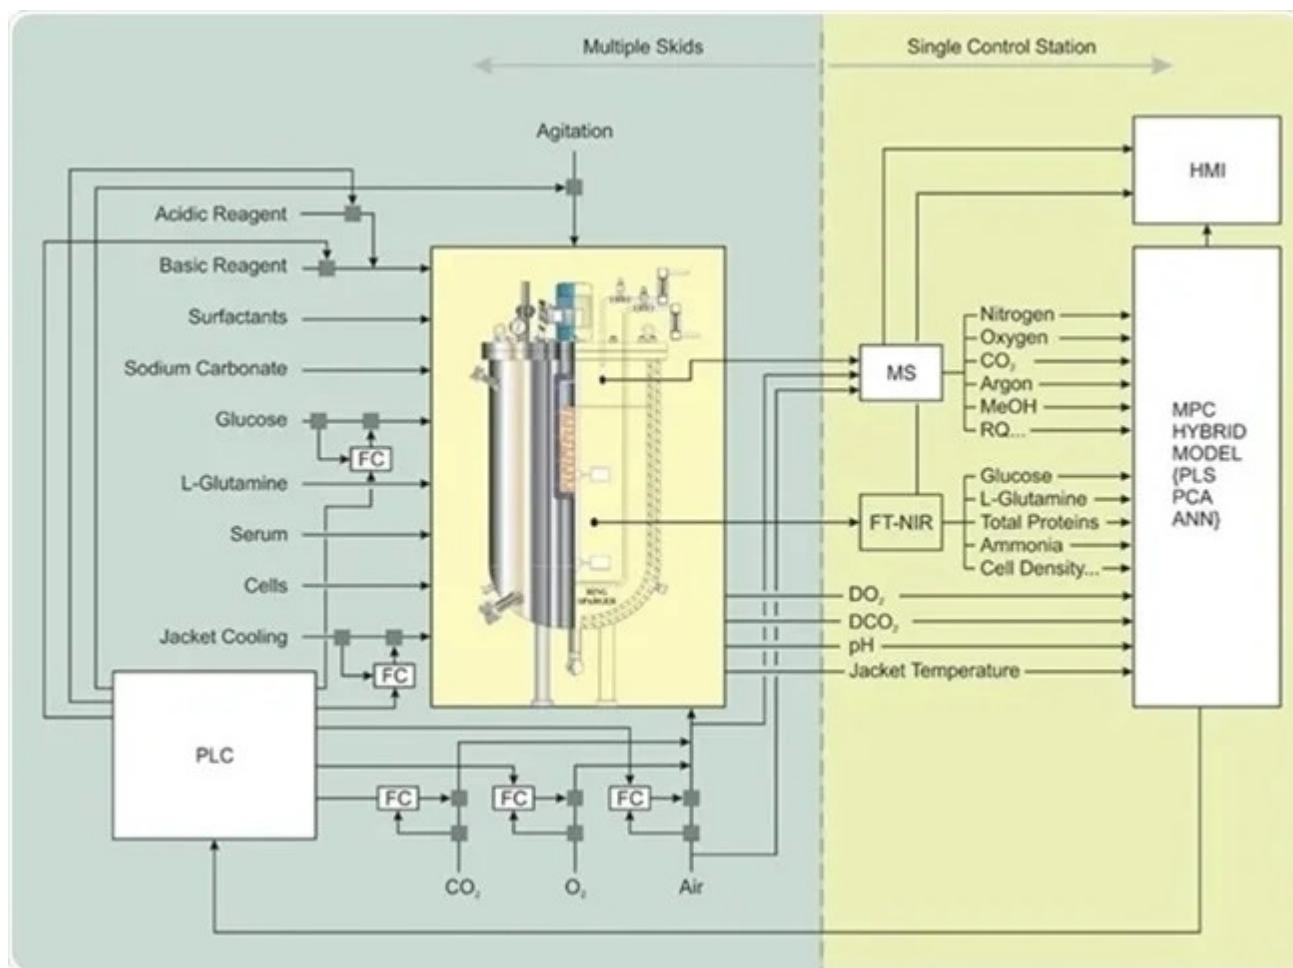 Multiple Skids
Single Control Station
Agitation
HMI
Acidic Reagent
Basic Reagent
Surfactants
Sodium Carbonate
Glucose
FC
L-Glutamine
Serum
Cells
Jacket Cooling
FC
RING
SPARGER
MS
Nitrogen
Oxygen
CO₂
Argon
MeOH
RQ...
FT-NIR
Glucose
L-Glutamine
Total Proteins
Ammonia
Cell Density...
DO₂
DCO₂
pH
Jacket Temperature
MPC
HYBRID
MODEL
{PLS
PCA
ANN}
PLC
FC
FC
FC
CO₂
O₂
Air